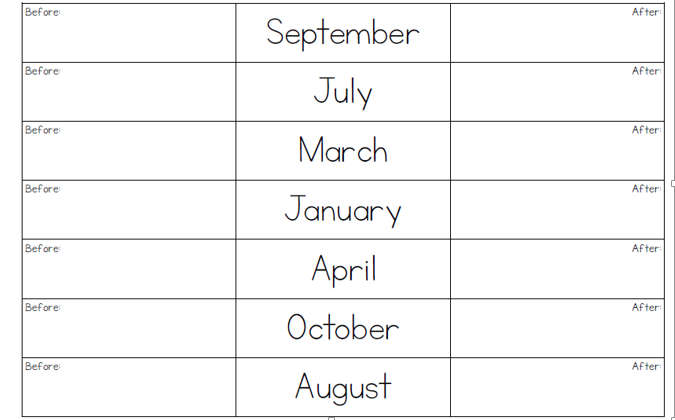 Before: September After:
Before: July After:
Before: March After:
Before: January After:
Before: April After:
Before: October After:
Before: August After: